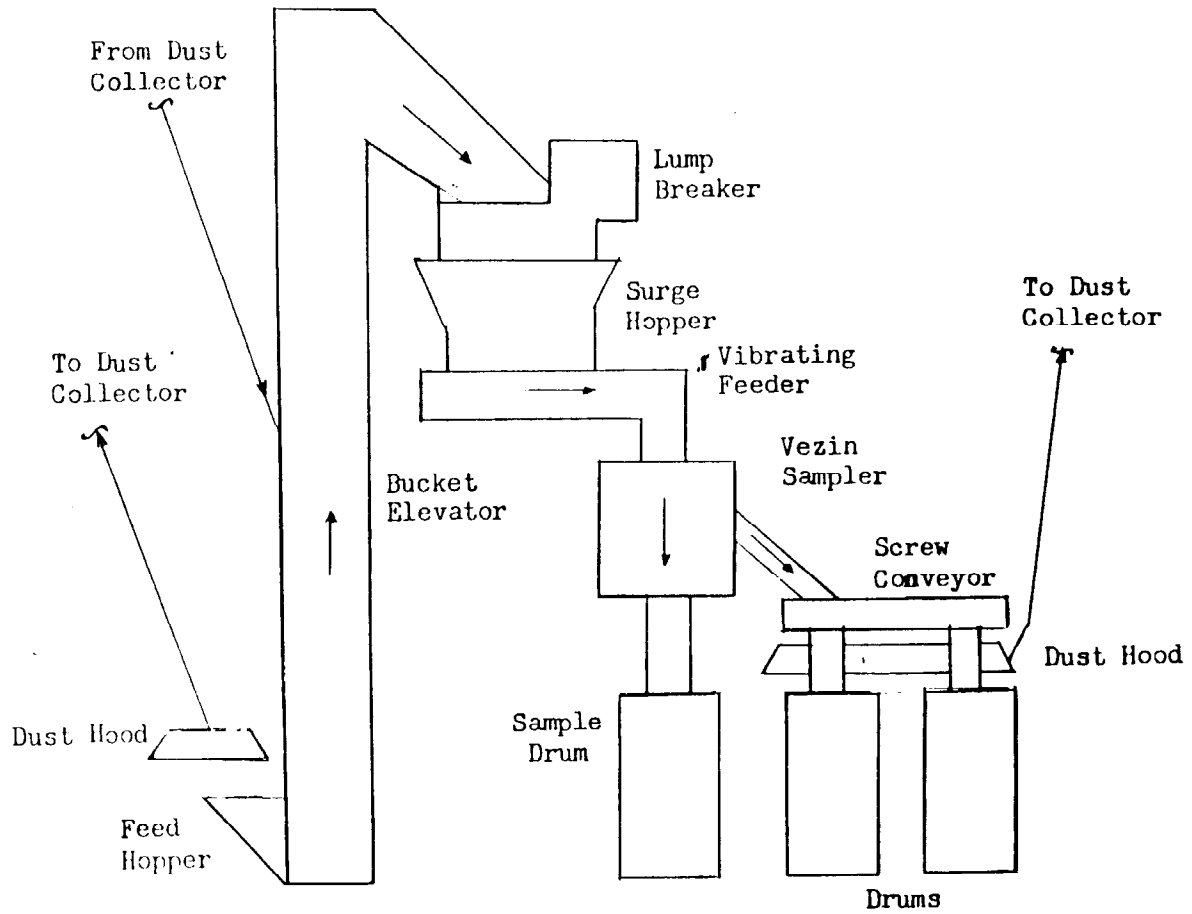 From Dust
Collector
Lump
Breaker
Surge
Hopper
To Dust
Collector
To Dust
Collector
Vibrating
Feeder
Vezin
Sampler
Bucket
Elevator
Screw
Conveyor
Dust Hood
Sample
Drum
Dust Hood
Feed
Hopper
Drums